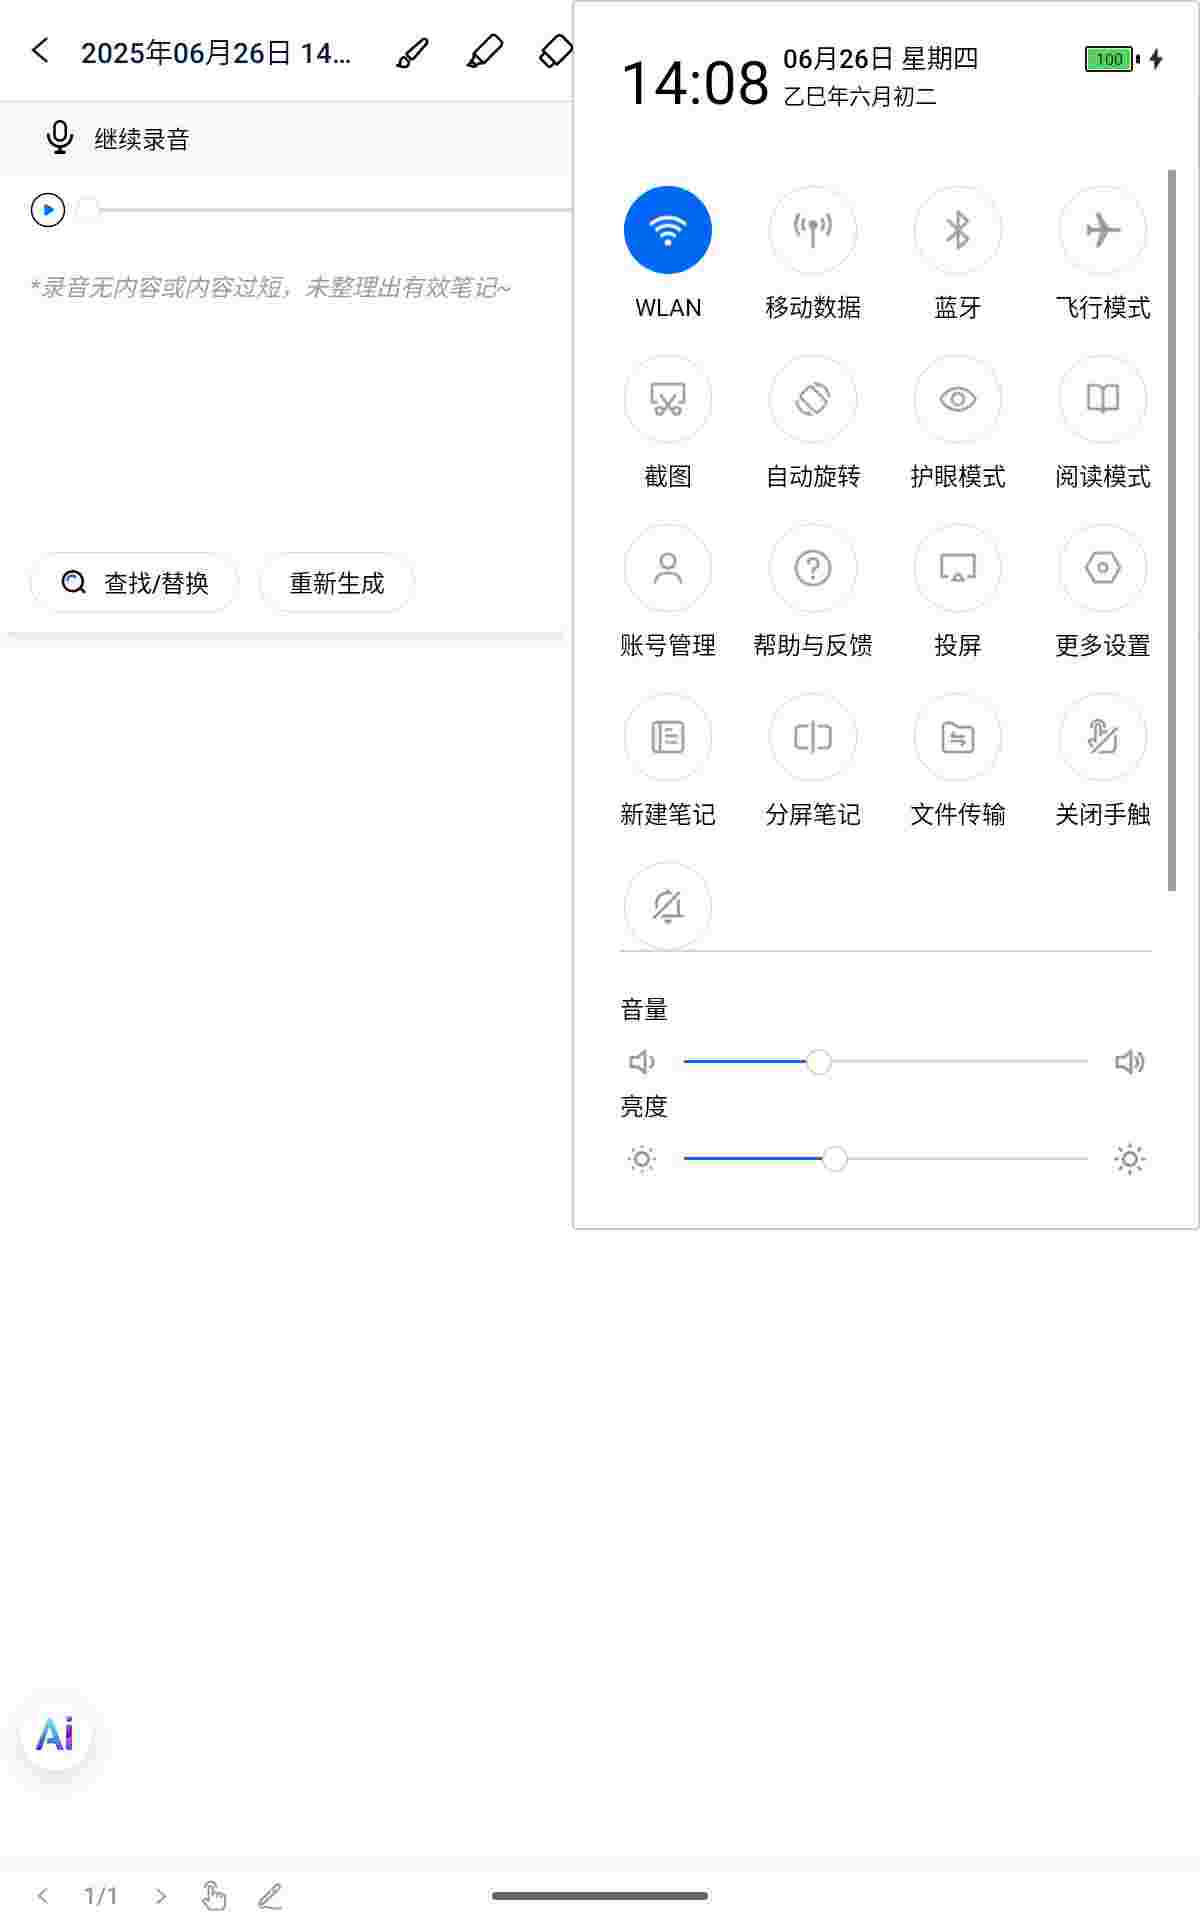 2025年06月26日 14...
继续录音
*录音无内容或内容过短，未整理出有效笔记~
查找/替换
重新生成
14:08
06月26日 星期四
乙巳年六月初二
100
WLAN
移动数据
蓝牙
飞行模式
截图
自动旋转
护眼模式
阅读模式
账号管理
帮助与反馈
投屏
更多设置
新建笔记
分屏笔记
文件传输
关闭手触
音量
亮度
Ai
1/1